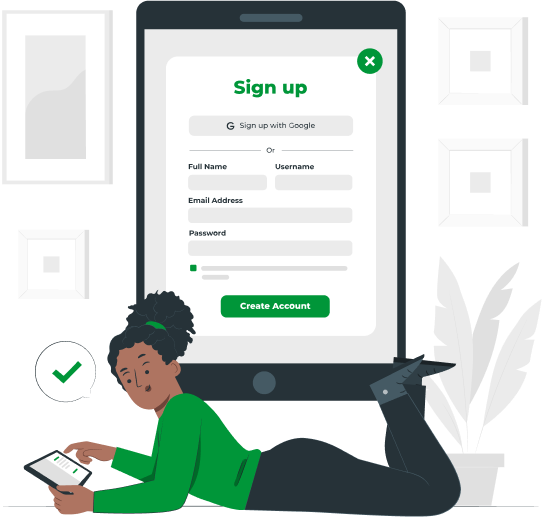 Sign up
G Sign up with Google
Or
Full Name Username
Email Address
Password
Create Account